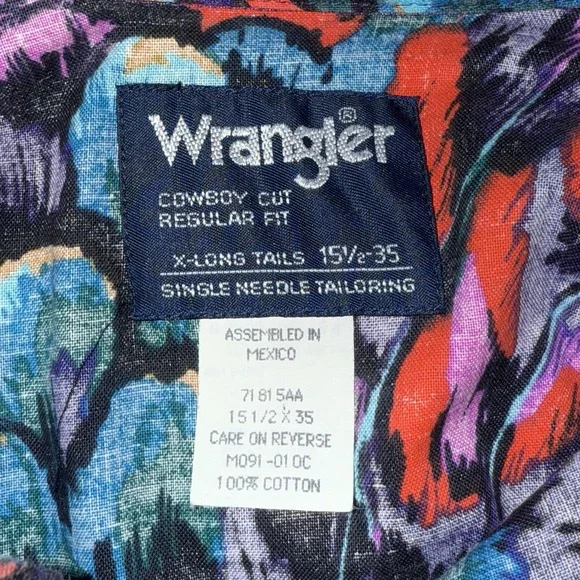 Wrangler®
COWBOY CUT
REGULAR FIT
X-LONG TAILS 15½-35
SINGLE NEEDLE TAILORING
ASSEMBLED IN
MEXICO
71815AA
15 1/2 X 35
CARE ON REVERSE
M091-010C
100% COTTON